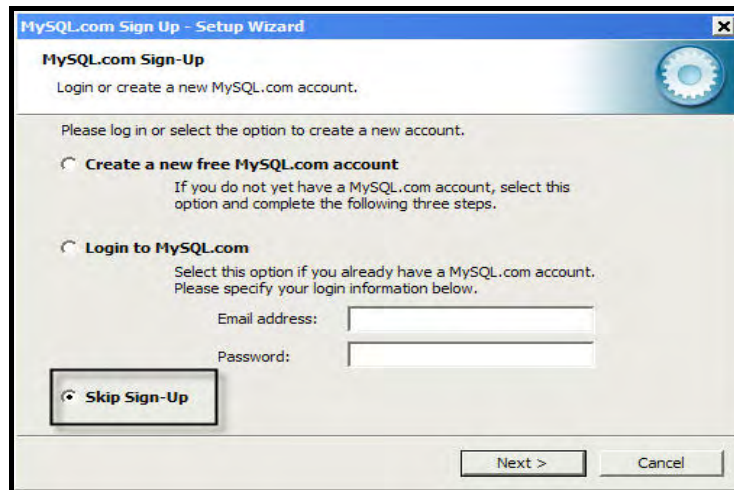 MySQL.com Sign Up - Setup Wizard
MySQL.com Sign-Up
Login or create a new MySQL.com account.
Please log in or select the option to create a new account.
Create a new free MySQL.com account
If you do not yet have a MySQL.com account, select this
option and complete the following three steps.
Login to MySQL.com
Select this option if you already have a MySQL.com account.
Please specify your login information below.
Email address:
Password:
Skip Sign-Up
Next >
Cancel